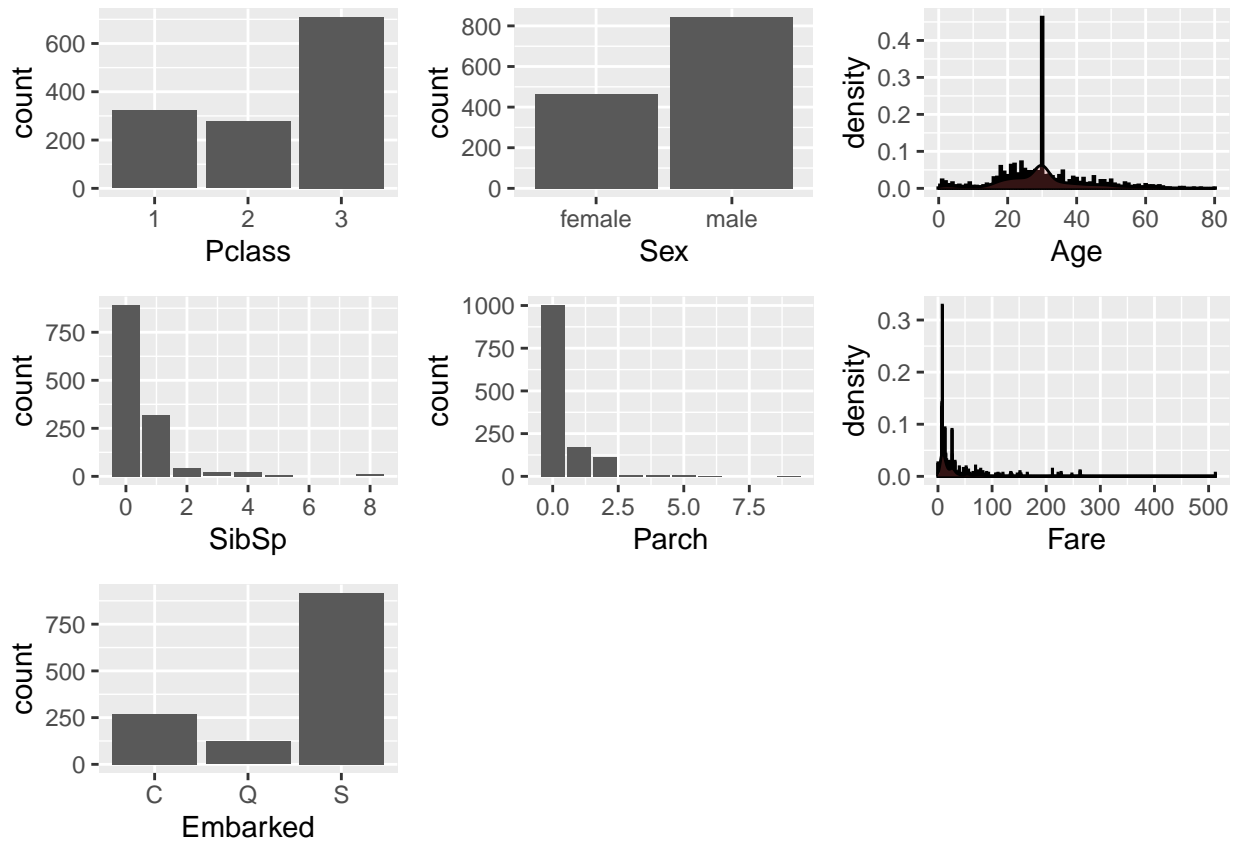 count
600
400
200
0
1 2 3
Pclass
count
800
600
400
200
0
female male
Sex
density
0.4
0.3
0.2
0.1
0.0
0 20 40 60 80
Age
count
750
500
250
0
0 2 4 6 8
SibSp
count
1000
750
500
250
0
0.0 2.5 5.0 7.5
Parch
density
0.3
0.2
0.1
0.0
0 100 200 300 400 500
Fare
count
750
500
250
0
C Q S
Embarked